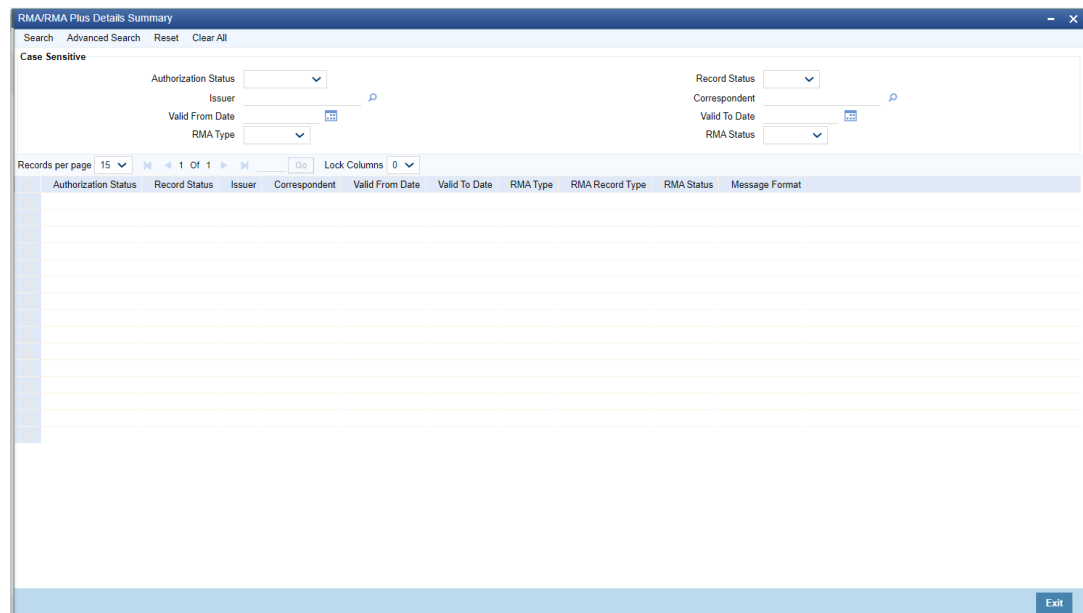 RMA/RMA Plus Details Summary
Search Advanced Search Reset Clear All
Case Sensitive
Authorization Status Record Status
Issuer Correspondent
Valid From Date Valid To Date
RMA Type RMA Status
Records per page 15 1 Of 1 Go Lock Columns 0
Authorization Status Record Status Issuer Correspondent Valid From Date Valid To Date RMA Type RMA Record Type RMA Status Message Format
Exit